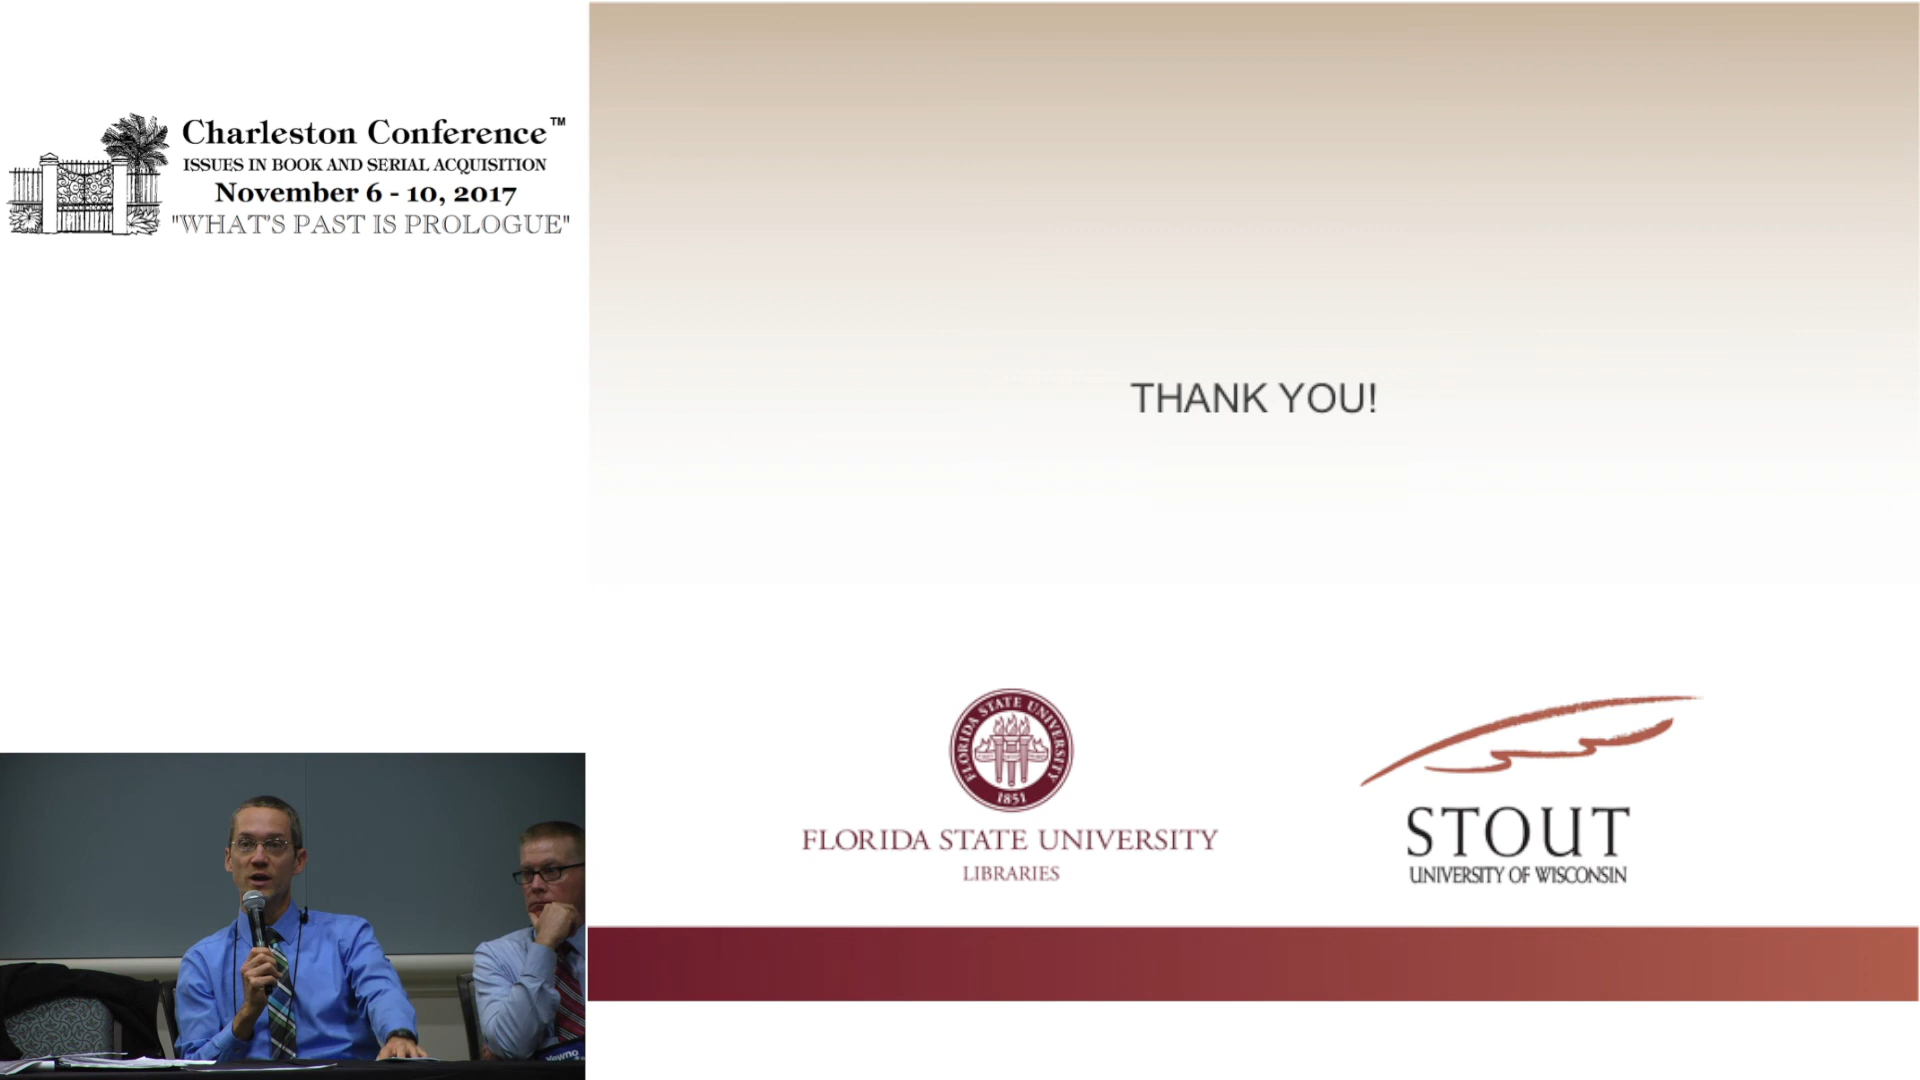 Charleston Conference™
ISSUES IN BOOK AND SERIAL ACQUISITION
November 6 - 10, 2017
"WHAT'S PAST IS PROLOGUE"
THANK YOU!
FLORIDA STATE UNIVERSITY
1851
FLORIDA STATE UNIVERSITY
LIBRARIES
STOUT
UNIVERSITY OF WISCONSIN